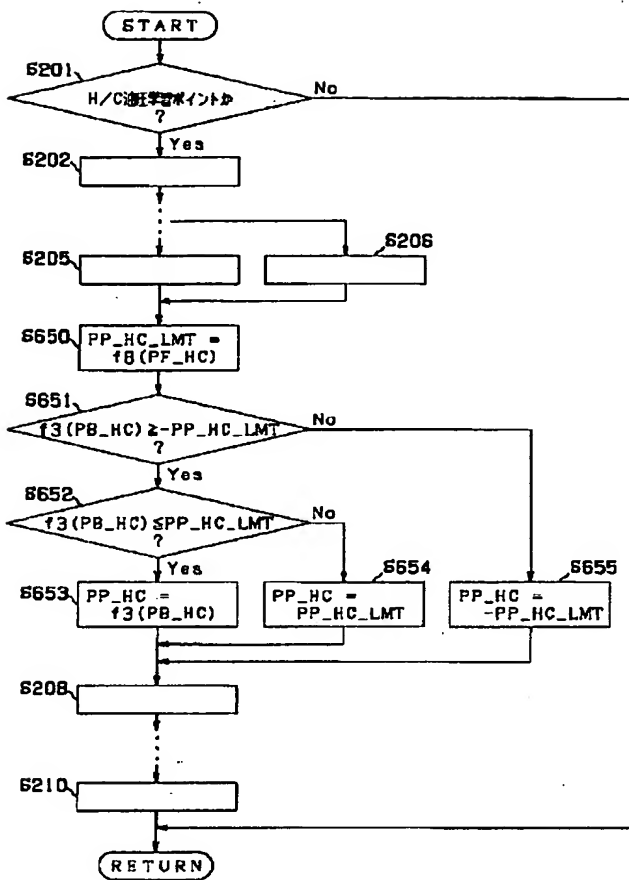 START
S201
H/C油圧学習ポイントか
?
No
Yes
S202
S205
S206
S650
PP_HC_LMT =
f8(PF_HC)
S651
f3(PB_HC)≧-PP_HC_LMT
?
No
Yes
S652
f3(PB_HC)≦PP_HC_LMT
?
No
Yes
S653
PP_HC =
f3(PB_HC)
S654
PP_HC =
PP_HC_LMT
S655
PP_HC =
-PP_HC_LMT
S208
S210
RETURN